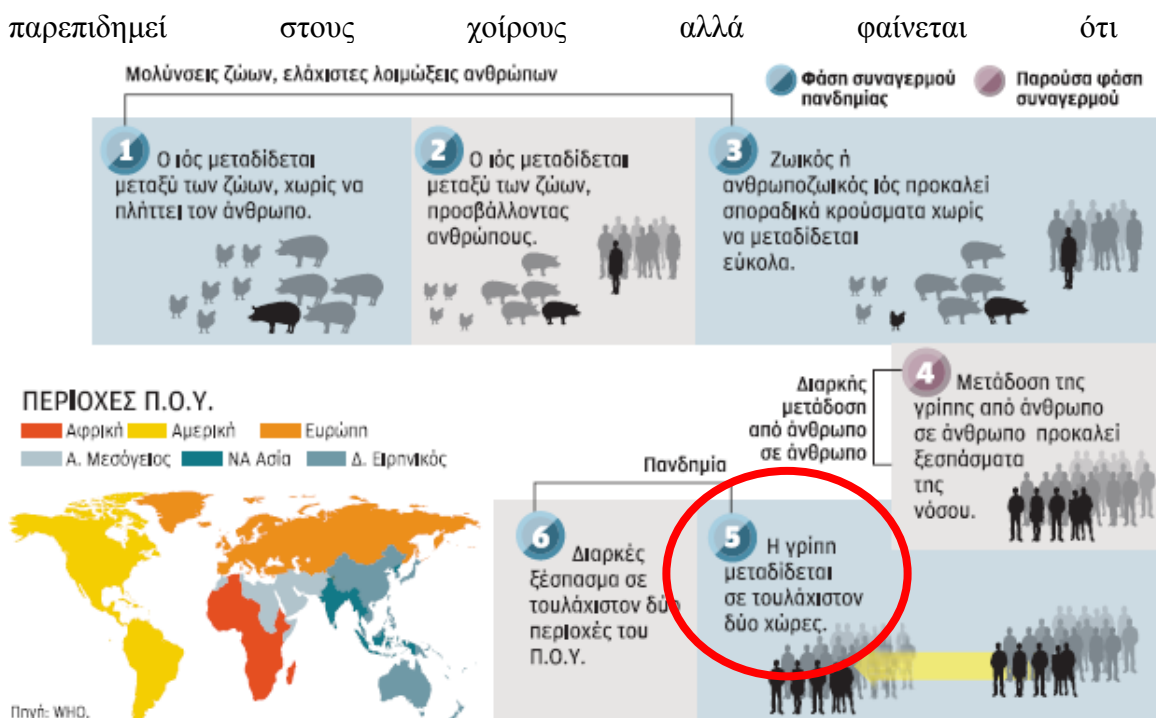 παρεπιδημεί στους χοίρους αλλά φαίνεται ότι
Μολύνσεις ζώων, ελάχιστες λοιμώξεις ανθρώπων
Φάση συναγερμού
πανδημίας
Παρούσα φάση
συναγερμού
1 Ο ιός μεταδίδεται
μεταξύ των ζώων, χωρίς να
πλήττει τον άνθρωπο.
2 Ο ιός μεταδίδεται
μεταξύ των ζώων,
προσβάλλοντας
ανθρώπους.
3 Ζωικός ή
ανθρωποζωικός ιός προκαλεί
σποραδικά κρούσματα χωρίς
να μεταδίδεται
εύκολα.
Διαρκής
μετάδοση
από άνθρωπο
σε άνθρωπο
4 Μετάδοση της
γρίπης από άνθρωπο
σε άνθρωπο προκαλεί
ξεσπάσματα
της
νόσου.
ΠΕΡΙΟΧΕΣ Π.Ο.Υ.
Αφρική Αμερική Ευρώπη
Α. Μεσόγειος ΝΑ Ασία Δ. Ειρηνικός
Πανδημία
6 Διαρκές
ξέσπασμα σε
τουλάχιστον δύο
περιοχές του
Π.Ο.Υ.
5 Η γρίπη
μεταδίδεται
σε τουλάχιστον
δύο χώρες.
Πηγή: WHO.